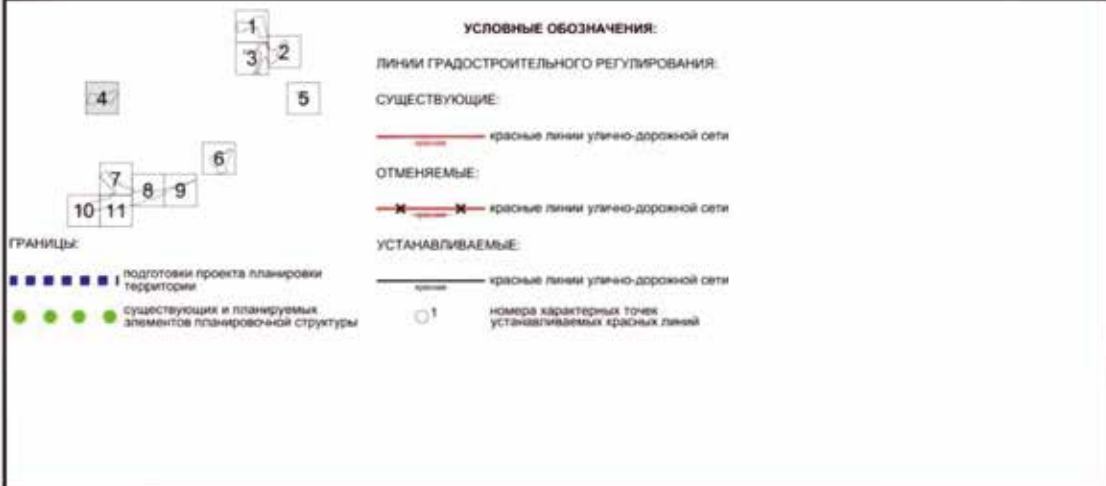 1
2
3
4
5
6
7
8
9
10
11
ГРАНИЦЫ:
подготовки проекта планировки
территории
существующих и планируемых
элементов планировочной структуры
УСЛОВНЫЕ ОБОЗНАЧЕНИЯ:
ЛИНИИ ГРАДОСТРОИТЕЛЬНОГО РЕГУЛИРОВАНИЯ:
СУЩЕСТВУЮЩИЕ:
красные линии улично-дорожной сети
ОТМЕНЯЕМЫЕ:
красные линии улично-дорожной сети
УСТАНАВЛИВАЕМЫЕ:
красные линии улично-дорожной сети
1
номера характерных точек
устанавливаемых красных линий